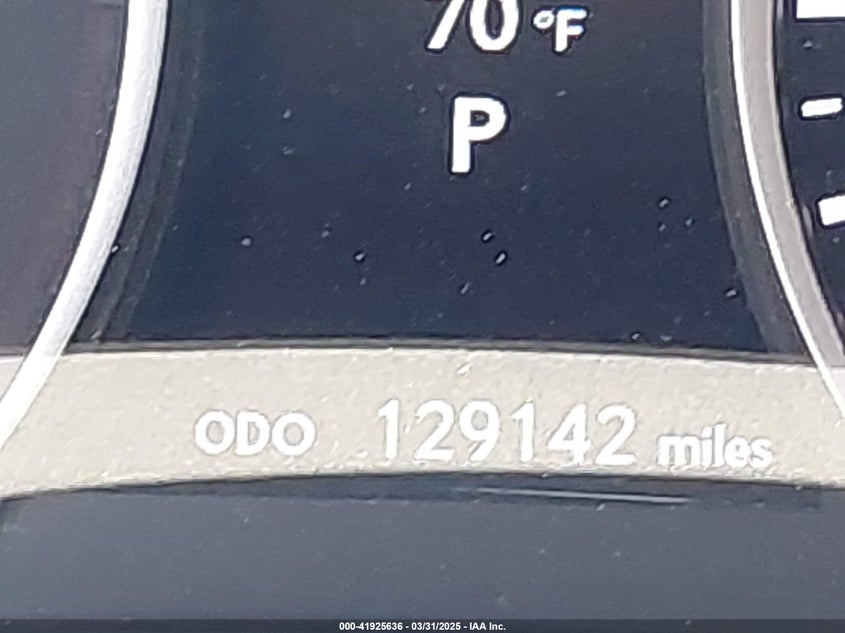 70 °F
P
ODO 129142 miles
000-41925636 - 03/31/2025 - IAA Inc.